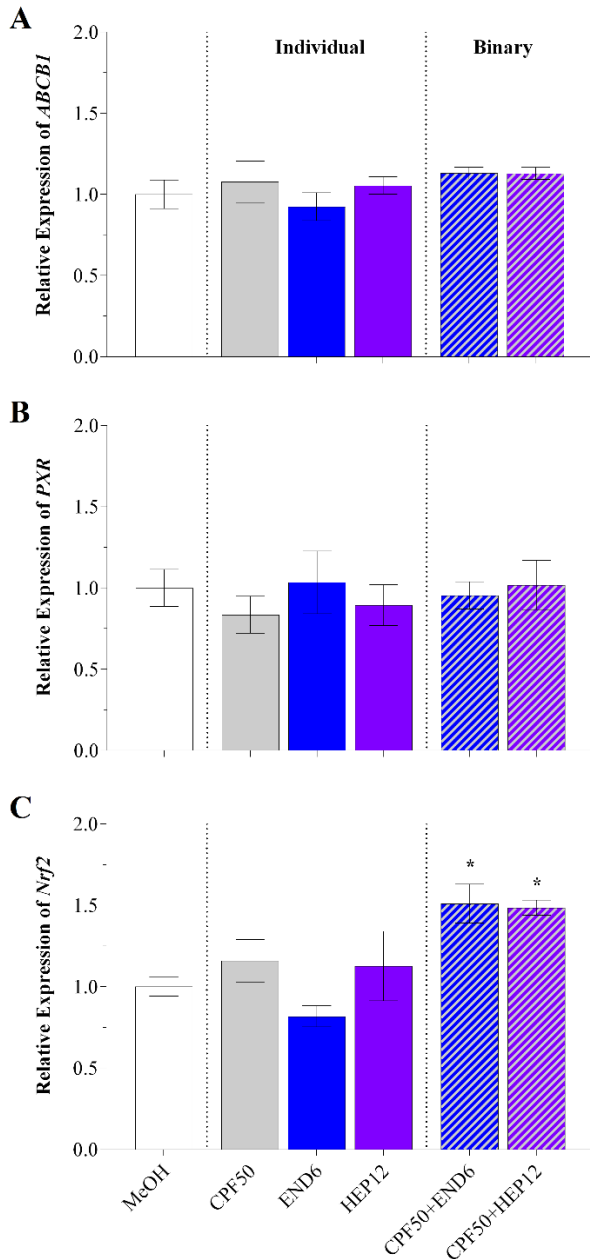 A
Individual
Binary
Relative Expression of ABCB1
2.0
1.5
1.0
0.5
0.0
B
Relative Expression of PXR
2.0
1.5
1.0
0.5
0.0
C
Relative Expression of Nrf2
2.0
1.5
1.0
0.5
0.0
*
*
MeOH
CPF50
END6
HEP12
CPF50+END6
CPF50+HEP12